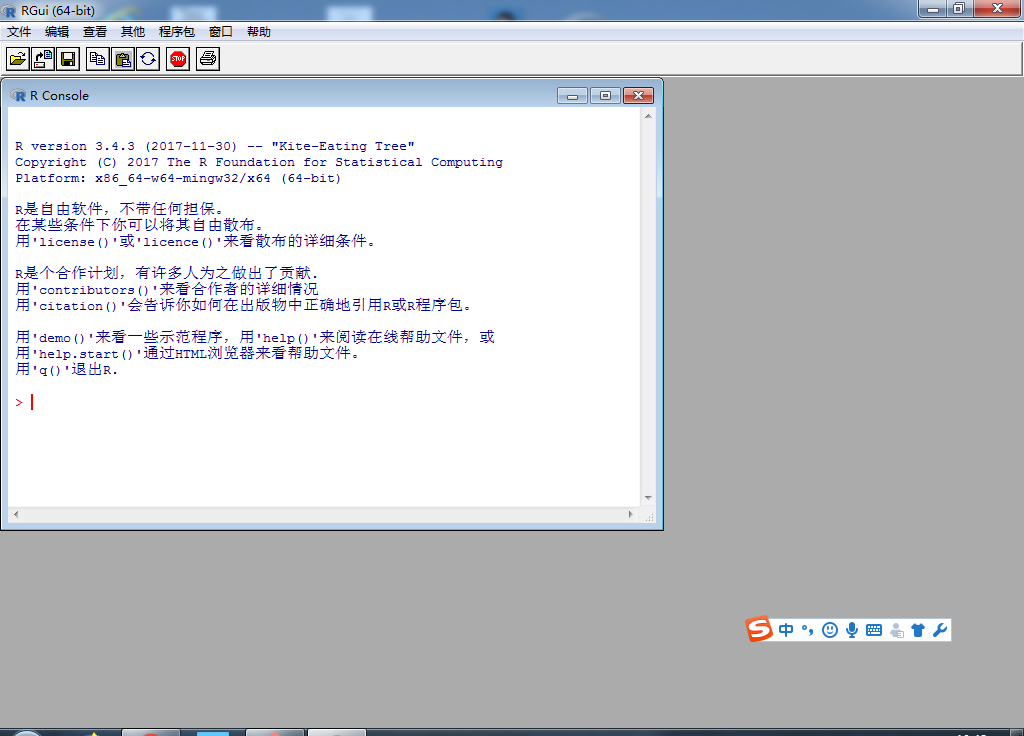 RGui (64-bit)
文件 编辑 查看 其他 程序包 窗口 帮助
STOP
R Console
R version 3.4.3 (2017-11-30) -- "Kite-Eating Tree"
Copyright (C) 2017 The R Foundation for Statistical Computing
Platform: x86_64-w64-mingw32/x64 (64-bit)
R是自由软件，不带任何担保。
在某些条件下你可以将其自由散布。
用'license()'或'licence()'来看散布的详细条件。
R是个合作计划，有许多人为之做出了贡献.
用'contributors()'来看合作者的详细情况
用'citation()'会告诉你如何在出版物中正确地引用R或R程序包。
用'demo()'来看一些示范程序，用'help()'来阅读在线帮助文件，或
用'help.start()'通过HTML浏览器来看帮助文件。
用'q()'退出R.
>
中